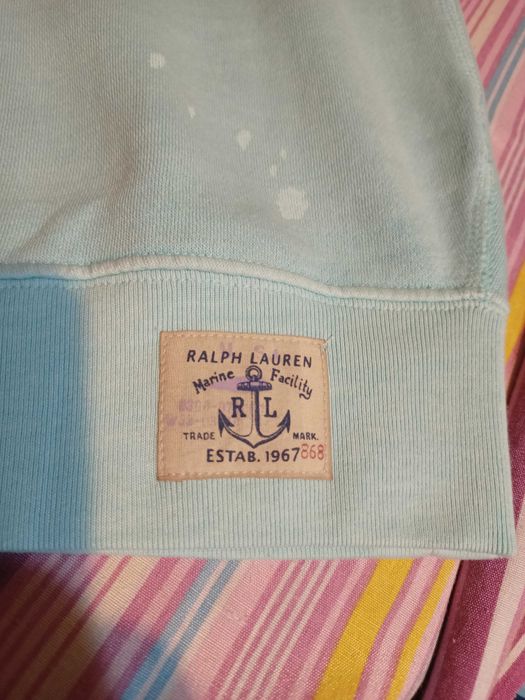 RALPH LAUREN
Marine Facility
R L
TRADE MARK.
ESTAB. 1967 868